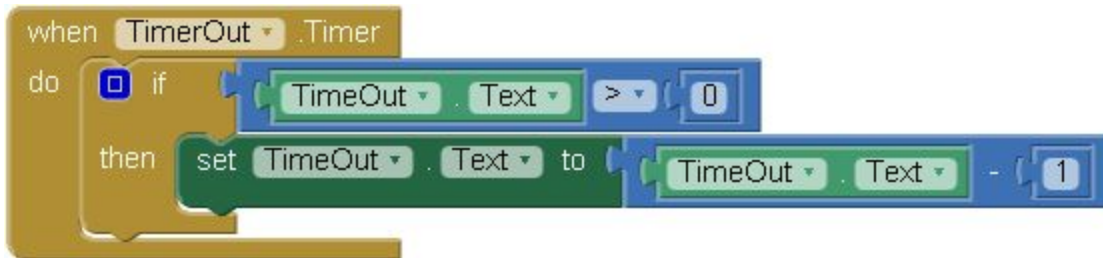 when TimerOut .Timer
do if TimeOut . Text > 0
then set TimeOut . Text to TimeOut . Text - 1